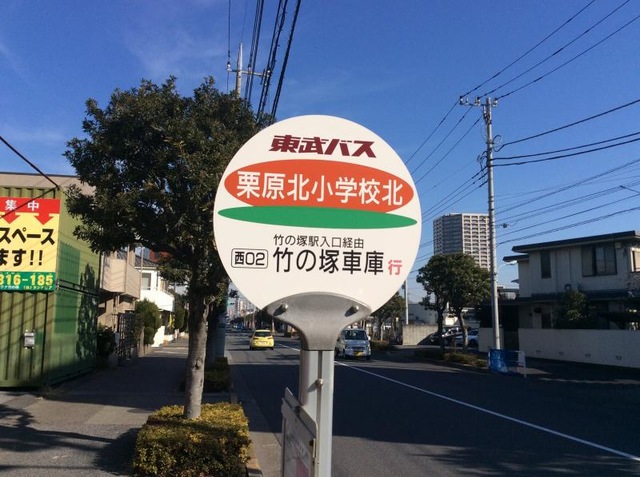 東武バス
栗原北小学校北
竹の塚駅入口経由
西02 竹の塚車庫行
集中
スペース
ます!!
816-185